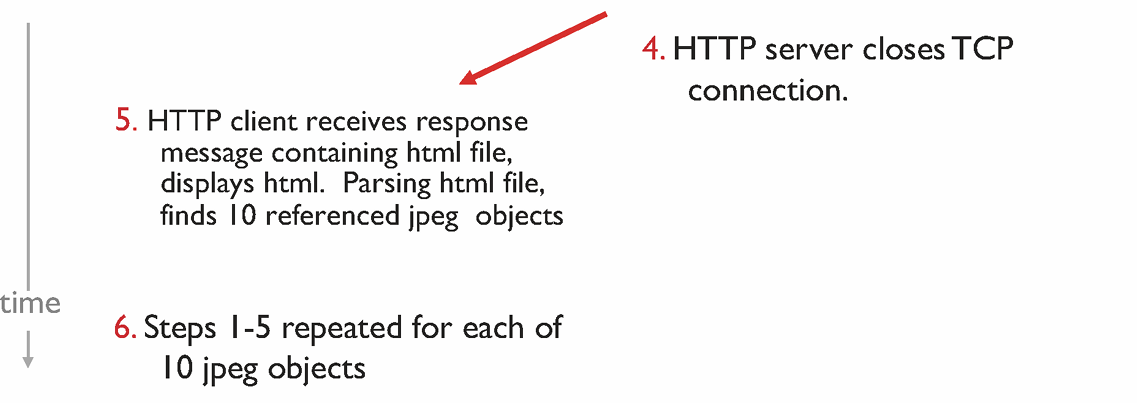 4. HTTP server closes TCP
connection.
5. HTTP client receives response
message containing html file,
displays html. Parsing html file,
finds 10 referenced jpeg objects
time
6. Steps 1-5 repeated for each of
10 jpeg objects